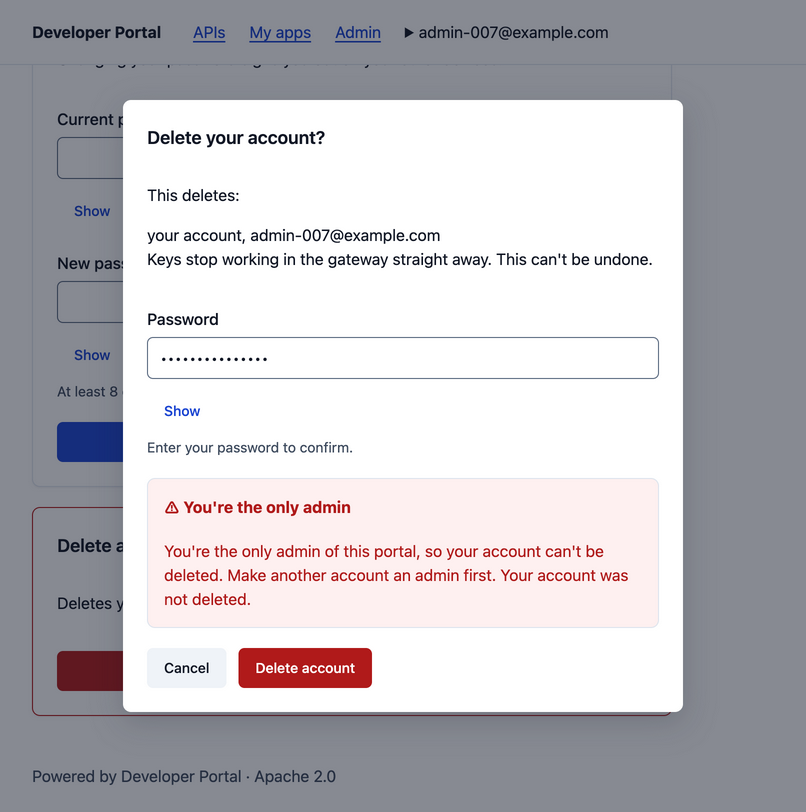 Developer Portal APIs My apps Admin ▶ admin-007@example.com
Current
Show
New
Show
At least 8
Delete
Deletes
Delete your account?
This deletes:
your account, admin-007@example.com
Keys stop working in the gateway straight away. This can't be undone.
Password
•••••••••••••••
Show
Enter your password to confirm.
You're the only admin
You're the only admin of this portal, so your account can't be
deleted. Make another account an admin first. Your account was
not deleted.
Cancel Delete account
Powered by Developer Portal · Apache 2.0